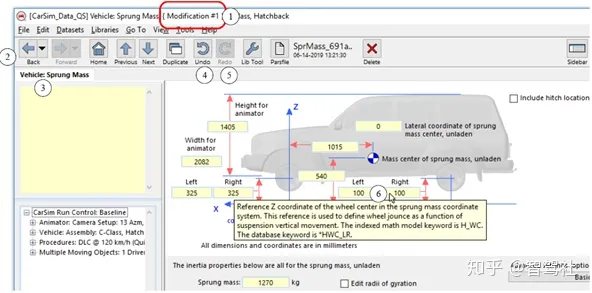 [CarSim_Data_QS] Vehicle: Sprung Mass { Modification #1 } Mass, Hatchback
1
File Edit Datasets Libraries Go To View Tools Help
2
Back Forward Home Previous Next Duplicate Undo Redo Lib Tool Parsfile
SprMass_691a...
06-14-2019 13:21:30
Delete
Sidebar
Vehicle: Sprung Mass
3
4
5
Height for
animator
1405
Z
Include hitch location
0
Lateral coordinate of sprung
mass center, unladen
Width for
animator
2082
1015
Mass center of sprung mass, unladen
540
Left Right
325 325
Left Right
100 100
6
X
Reference Z coordinate of the wheel center in the sprung mass coordinate
system. This reference is used to define wheel jounce as a function of
suspension vertical movement. The indexed math model keyword is H_WC.
The database keyword is *HWC_LR.
All dimensions and coordinates are in millimeters
CarSim Run Control: Baseline
Animator: Camera Setup: 13 Azm,
Vehicle: Assembly: C-Class, Hatch
Procedures: DLC @ 120 km/h (Qui
Multiple Moving Objects: 1 Driver
The inertia properties below are all for the sprung mass, unladen
Sprung mass: 1270 kg
Edit radii of gyration
Basi
知乎 @智驾社